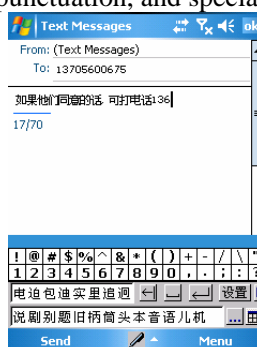 punctuation, and special
Text Messages ok
From: (Text Messages)
To: 13705600675
如果他们同意的话 可打电话136
17/70
! @ # $ % ^ & * ( ) + - / \ "
1 2 3 4 5 6 7 8 9 0 , . : ; ?
电迫包迪实里追迥 设置
说刷别题旧柄筒头本音语儿机 ...
Send Menu